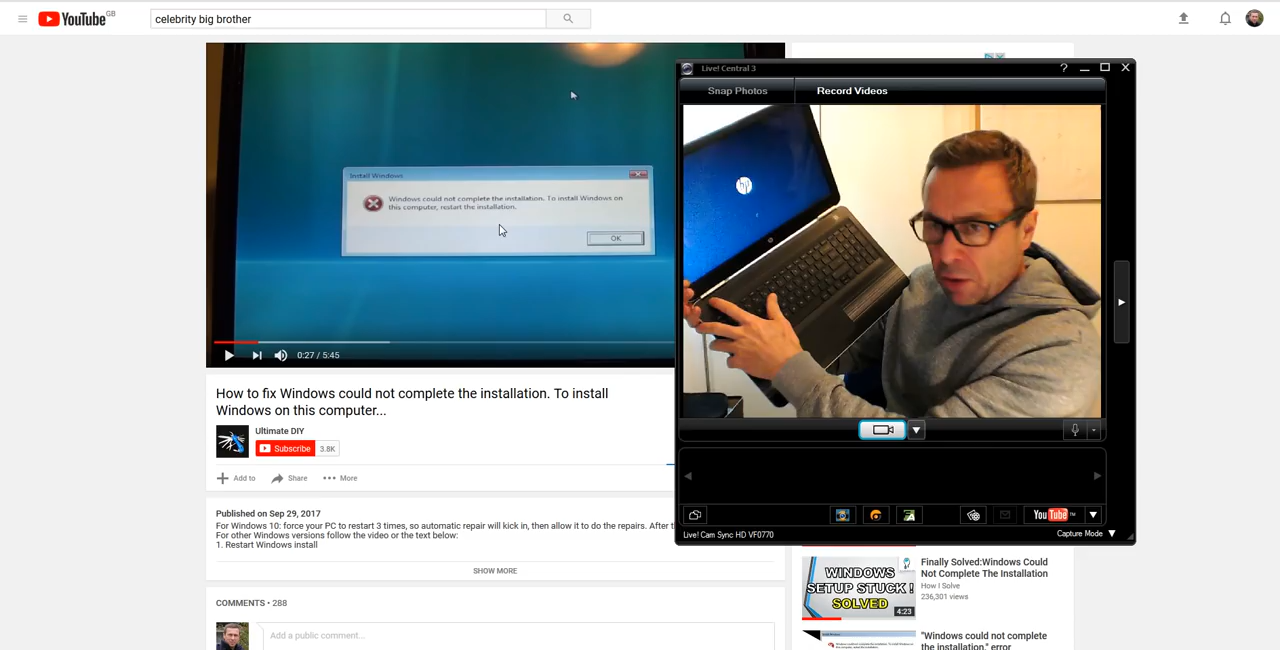 YouTube GB
celebrity big brother
Install Windows
Windows could not complete the installation. To install Windows on
this computer, restart the installation.
OK
0:27 / 5:45
How to fix Windows could not complete the installation. To install
Windows on this computer...
Ultimate DIY
Subscribe 3.8K
Add to Share More
Published on Sep 29, 2017
For Windows 10: force your PC to restart 3 times, so automatic repair will kick in, then allow it to do the repairs. After t
For other Windows versions follow the video or the text below:
1. Restart Windows install
SHOW MORE
COMMENTS • 288
Add a public comment...
Live! Central 3
Snap Photos Record Videos
hp
YouTube™
Live! Cam Sync HD VF0770 Capture Mode
WINDOWS
SETUP STUCK !
SOLVED
4:23
Finally Solved:Windows Could
Not Complete The Installation
How I Solve
236,301 views
"Windows could not complete
the installation." error